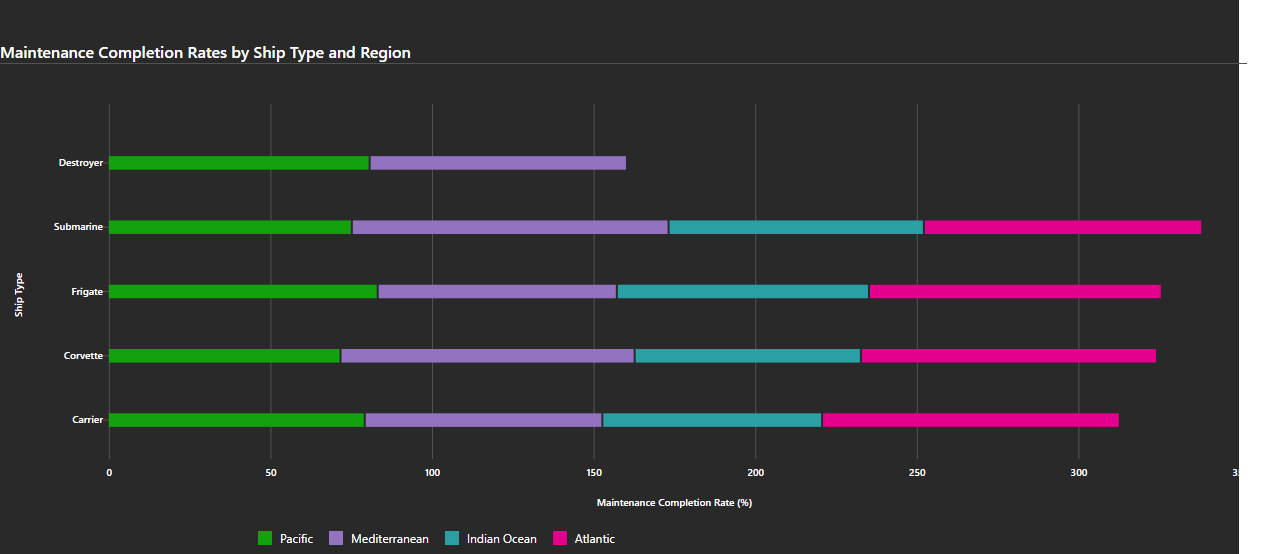 Maintenance Completion Rates by Ship Type and Region
Ship Type
Destroyer
Submarine
Frigate
Corvette
Carrier
0 50 100 150 200 250 300
Maintenance Completion Rate (%)
Pacific Mediterranean Indian Ocean Atlantic